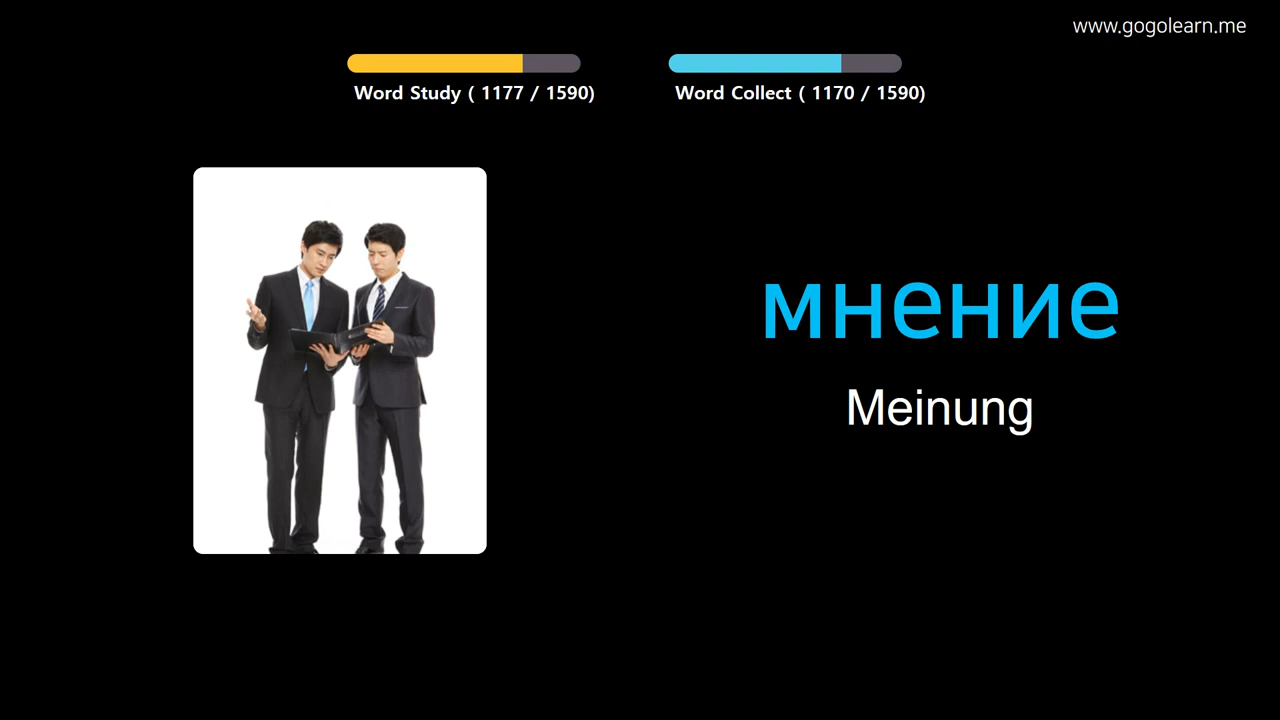 www.gogolearn.me
Word Study ( 1177 / 1590)
Word Collect ( 1170 / 1590)
мнение
Meinung